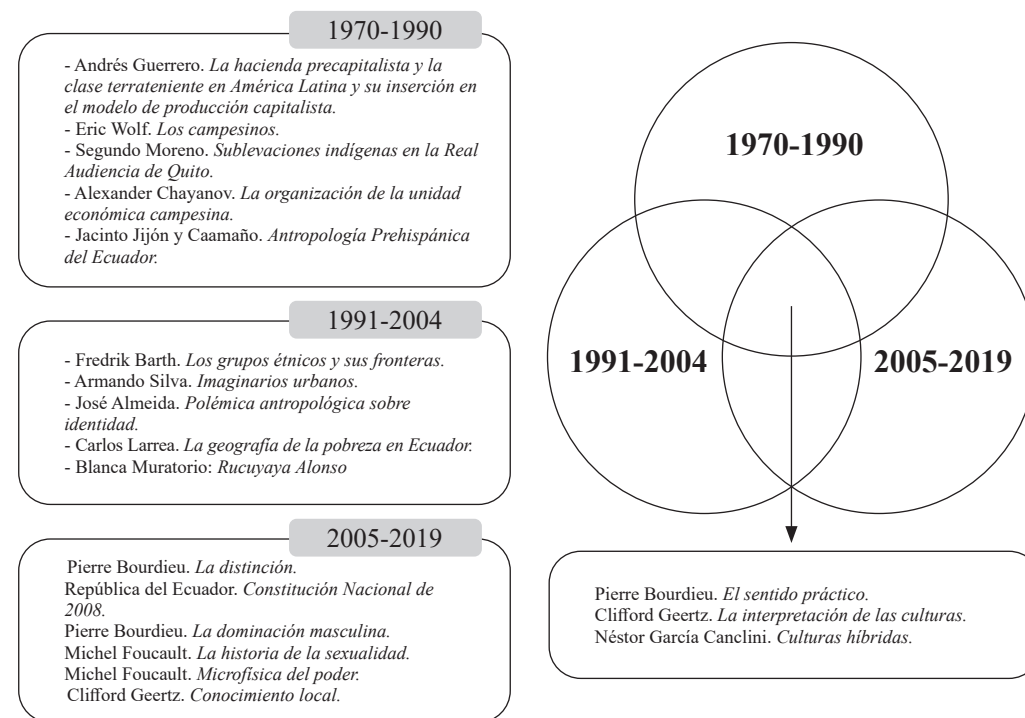 1970-1990
- Andrés Guerrero. La hacienda precapitalista y la
clase terrateniente en América Latina y su inserción en
el modelo de producción capitalista.
- Eric Wolf. Los campesinos.
- Segundo Moreno. Sublevaciones indígenas en la Real
Audiencia de Quito.
- Alexander Chayanov. La organización de la unidad
económica campesina.
- Jacinto Jijón y Caamaño. Antropología Prehispánica
del Ecuador.
1991-2004
- Fredrik Barth. Los grupos étnicos y sus fronteras.
- Armando Silva. Imaginarios urbanos.
- José Almeida. Polémica antropológica sobre
identidad.
- Carlos Larrea. La geografía de la pobreza en Ecuador.
- Blanca Muratorio: Rucuyaya Alonso
2005-2019
Pierre Bourdieu. La distinción.
República del Ecuador. Constitución Nacional de
2008.
Pierre Bourdieu. La dominación masculina.
Michel Foucault. La historia de la sexualidad.
Michel Foucault. Microfísica del poder.
Clifford Geertz. Conocimiento local.
1970-1990
1991-2004
2005-2019
Pierre Bourdieu. El sentido práctico.
Clifford Geertz. La interpretación de las culturas.
Néstor García Canclini. Culturas híbridas.